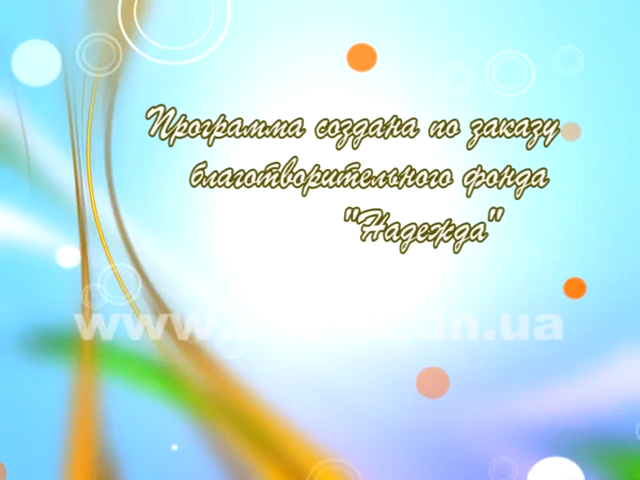 Программа создана по заказу
благотворительного фонда
"Надежда"